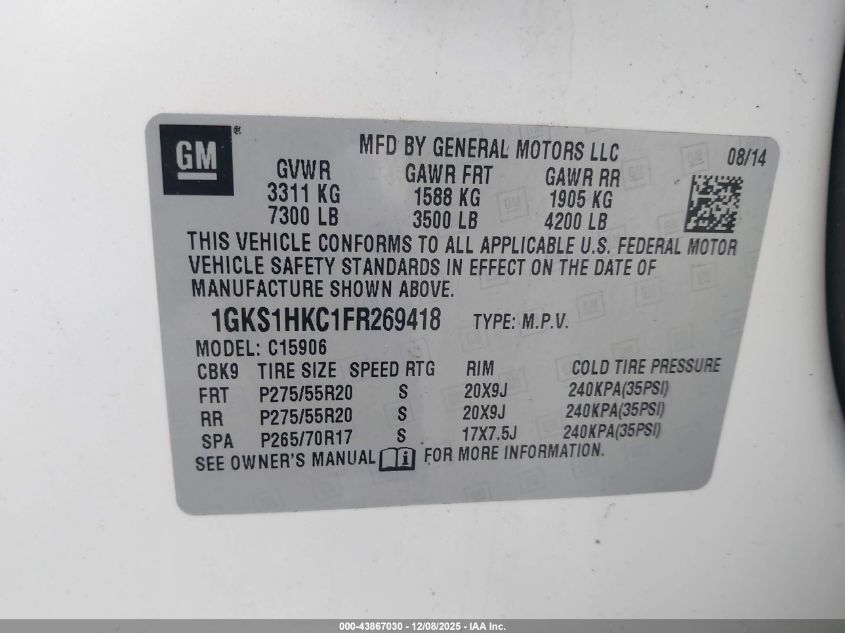 GM
MFD BY GENERAL MOTORS LLC 08/14
GVWR GAWR FRT GAWR RR
3311 KG 1588 KG 1905 KG
7300 LB 3500 LB 4200 LB
THIS VEHICLE CONFORMS TO ALL APPLICABLE U.S. FEDERAL MOTOR
VEHICLE SAFETY STANDARDS IN EFFECT ON THE DATE OF
MANUFACTURE SHOWN ABOVE.
1GKS1HKC1FR269418 TYPE: M.P.V.
MODEL: C15906
CBK9 TIRE SIZE SPEED RTG RIM COLD TIRE PRESSURE
FRT P275/55R20 S 20X9J 240KPA(35PSI)
RR P275/55R20 S 20X9J 240KPA(35PSI)
SPA P265/70R17 S 17X7.5J 240KPA(35PSI)
SEE OWNER'S MANUAL FOR MORE INFORMATION.
000-43867030 - 12/08/2025 - IAA Inc.